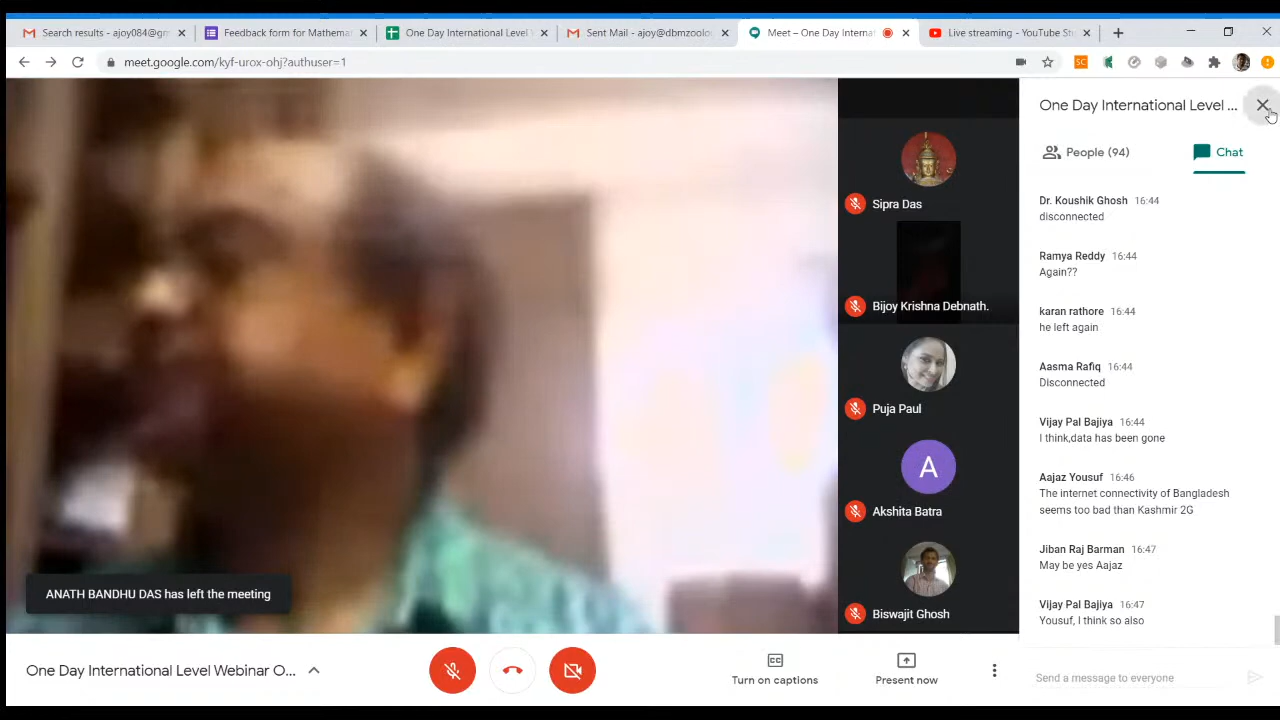 Search results - ajoy084@gm
Feedback form for Mathema
One Day International Level
Sent Mail - ajoy@dbmzoolo
Meet – One Day Interna
Live streaming - YouTube St
meet.google.com/kyf-urox-ohj?authuser=1
SC
One Day International Level ...
People (94)
Chat
Sipra Das
Bijoy Krishna Debnath.
Puja Paul
A
Akshita Batra
Biswajit Ghosh
Dr. Koushik Ghosh 16:44
disconnected
Ramya Reddy 16:44
Again??
karan rathore 16:44
he left again
Aasma Rafiq 16:44
Disconnected
Vijay Pal Bajiya 16:44
I think,data has been gone
Aajaz Yousuf 16:46
The internet connectivity of Bangladesh
seems too bad than Kashmir 2G
Jiban Raj Barman 16:47
May be yes Aajaz
Vijay Pal Bajiya 16:47
Yousuf, I think so also
ANATH BANDHU DAS has left the meeting
One Day International Level Webinar O...
CC
Turn on captions
Present now
Send a message to everyone